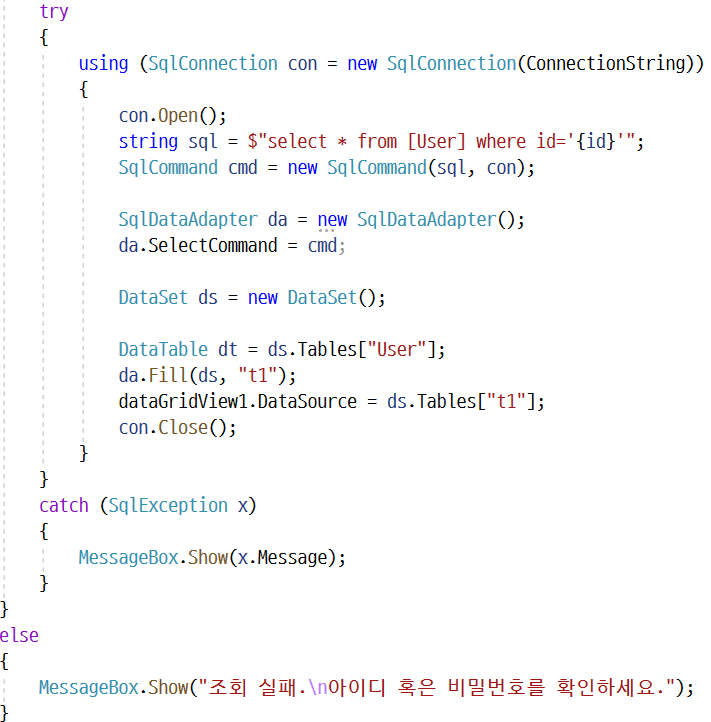 try
{
using (SqlConnection con = new SqlConnection(ConnectionString))
{
con.Open();
string sql = $"select * from [User] where id='{id}'";
SqlCommand cmd = new SqlCommand(sql, con);
SqlDataAdapter da = new SqlDataAdapter();
da.SelectCommand = cmd;
DataSet ds = new DataSet();
DataTable dt = ds.Tables["User"];
da.Fill(ds, "t1");
dataGridView1.DataSource = ds.Tables["t1"];
con.Close();
}
}
catch (SqlException x)
{
MessageBox.Show(x.Message);
}
}
else
{
MessageBox.Show("조회 실패.\n아이디 혹은 비밀번호를 확인하세요.");
}